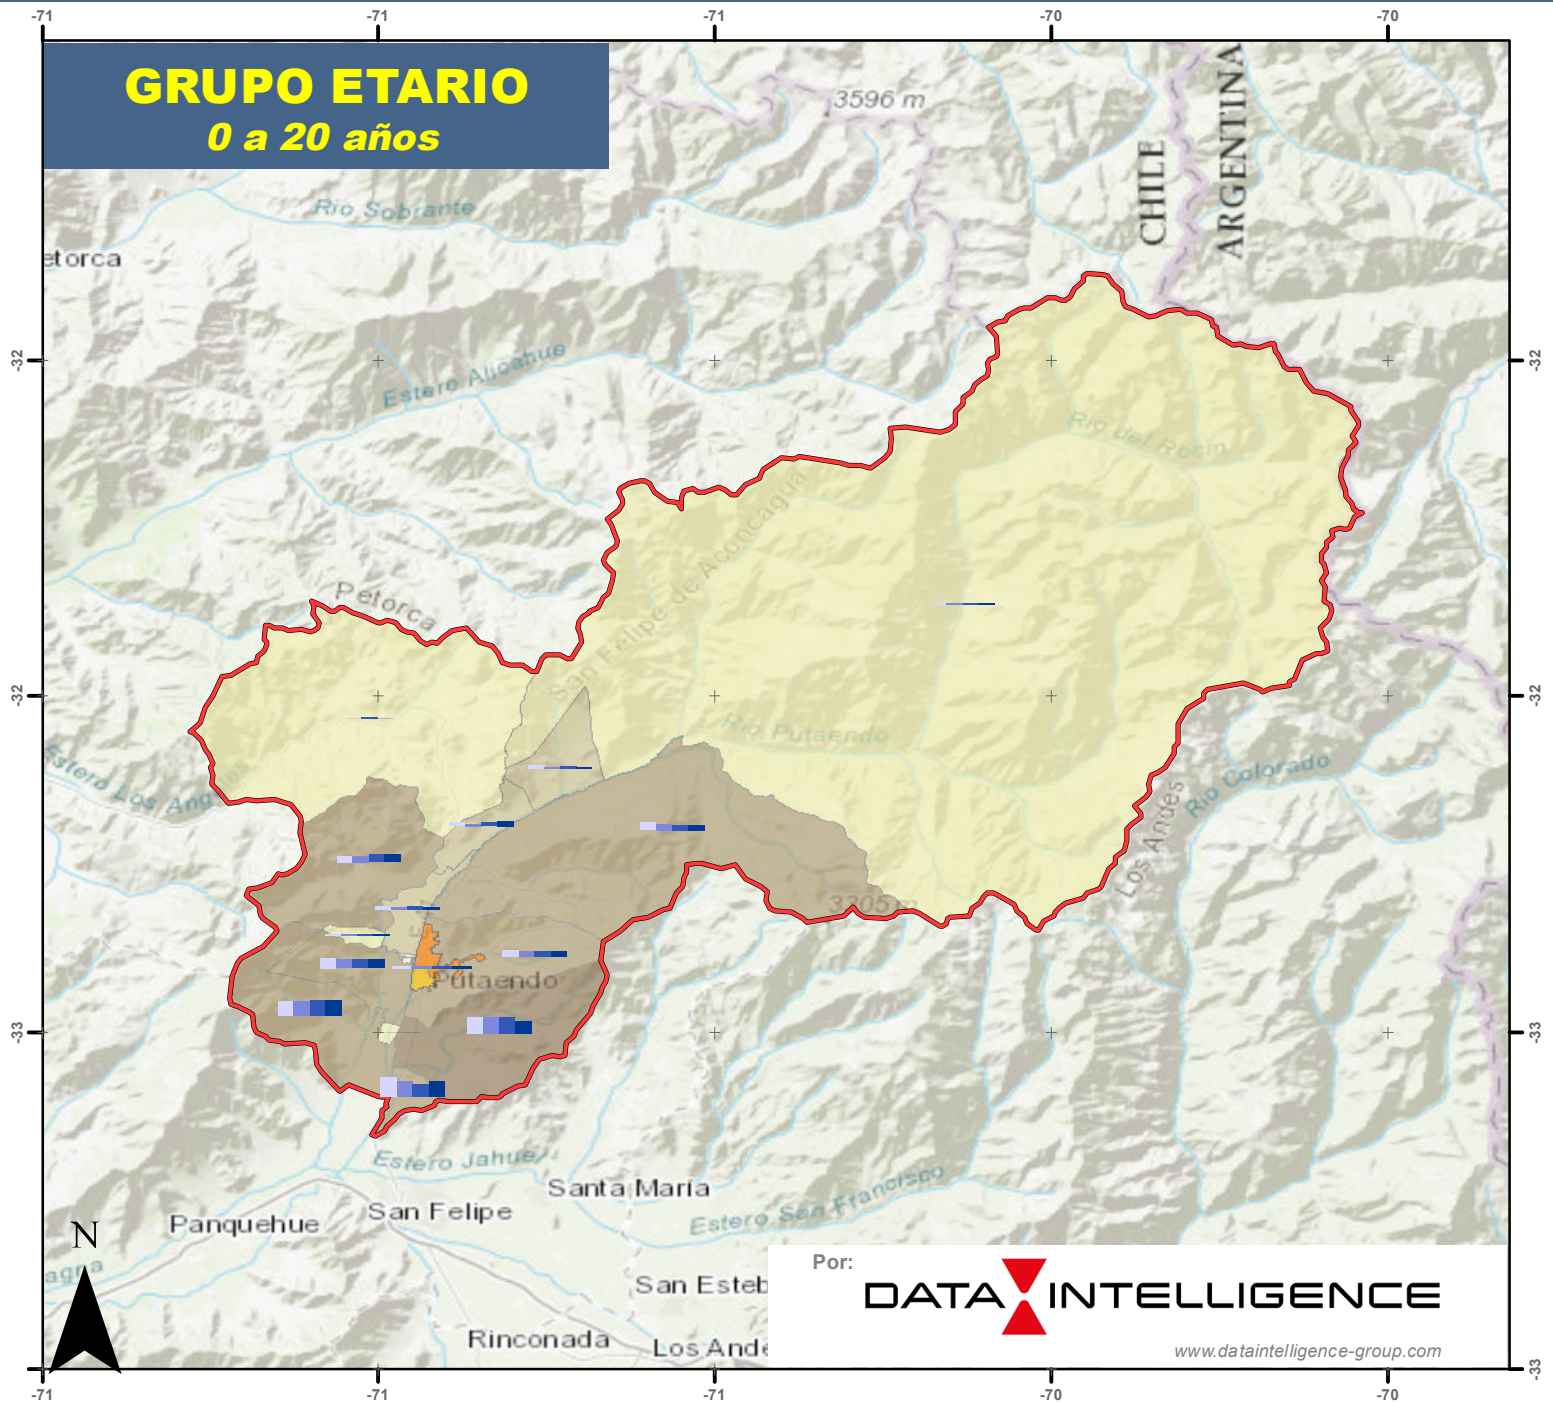 -71
-71
-71
-70
-70
GRUPO ETARIO
0 a 20 años
3596 m
CHILE
ARGENTINA
Rio Sobrante
etorca
32
32
Estero Alicahue
Rio del Rocin
San Felipe de Aconcagua
Petorca
32
32
Rio Putaendo
Estero Los Ang
es
Rio Colorado
Los Andes
3205 m
Putaendo
33
33
Estero Jahuel
Santa María
Estero San Francisco
San Felipe
Panquehue
N
agna
San Esteb
Rinconada
Los Ande
Por:
DATA INTELLIGENCE
www.dataintelligence-group.com
33
-71
-71
-71
-70
-70